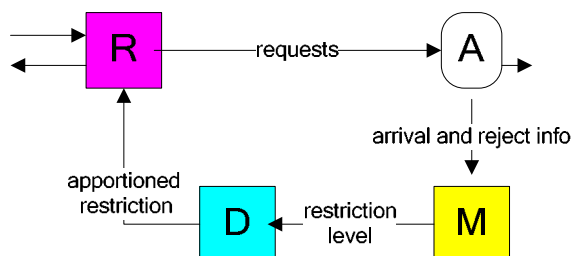 R
requests
A
arrival and reject info
apportioned
restriction
D
restriction
level
M